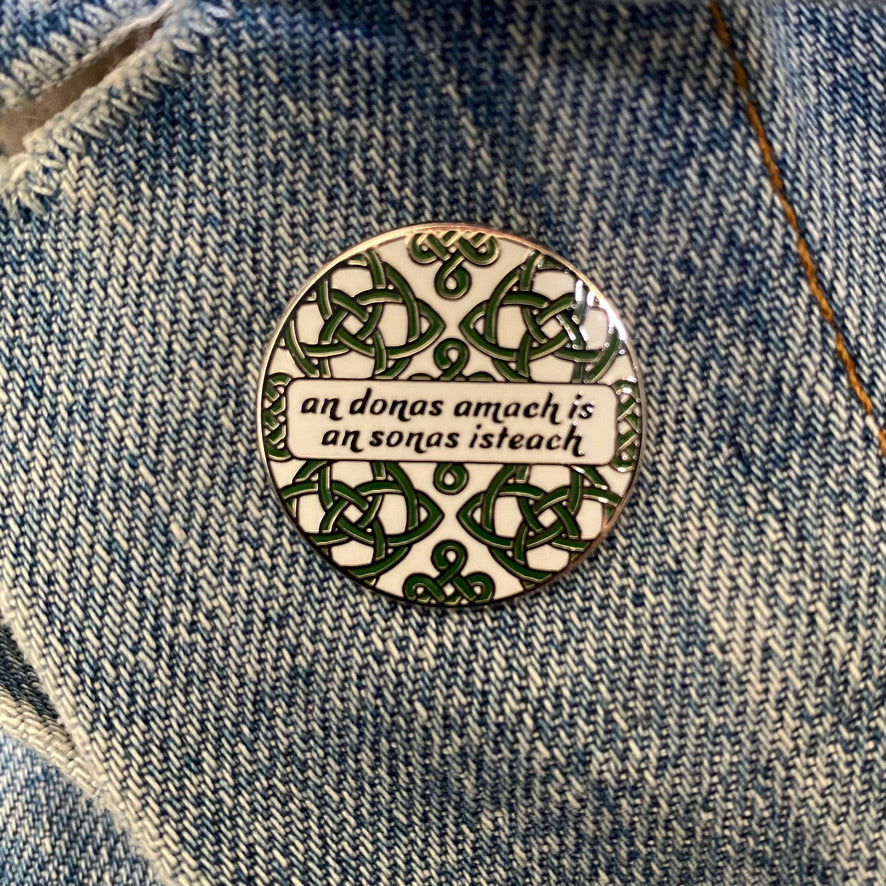 an donas amach is
an sonas isteach